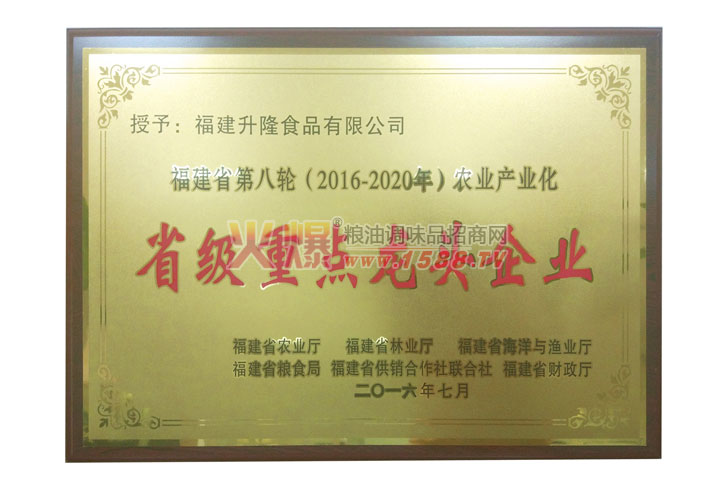 授予：福建升隆食品有限公司
福建省第八轮（2016-2020年）农业产业化
省级重点龙头企业
火爆®粮油调味品招商网
www.1588.TV
福建省农业厅 福建省林业厅 福建省海洋与渔业厅
福建省粮食局 福建省供销合作社联合社 福建省财政厅
二〇一六年七月